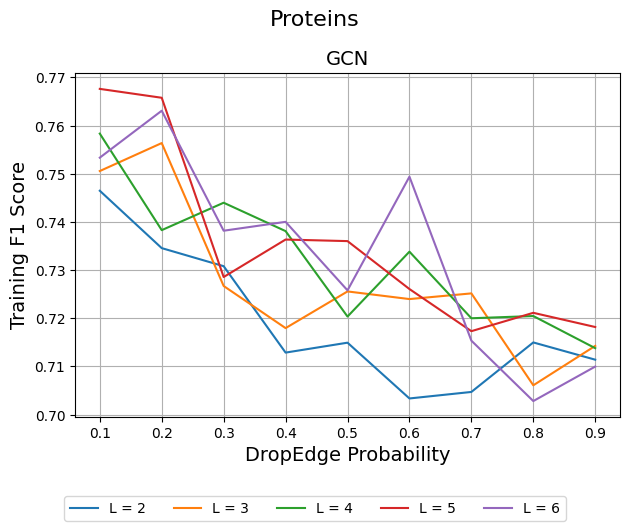 Proteins
GCN
0.77
0.76
0.75
0.74
0.73
0.72
0.71
0.70
Training F1 Score
0.1 0.2 0.3 0.4 0.5 0.6 0.7 0.8 0.9
DropEdge Probability
L = 2 L = 3 L = 4 L = 5 L = 6